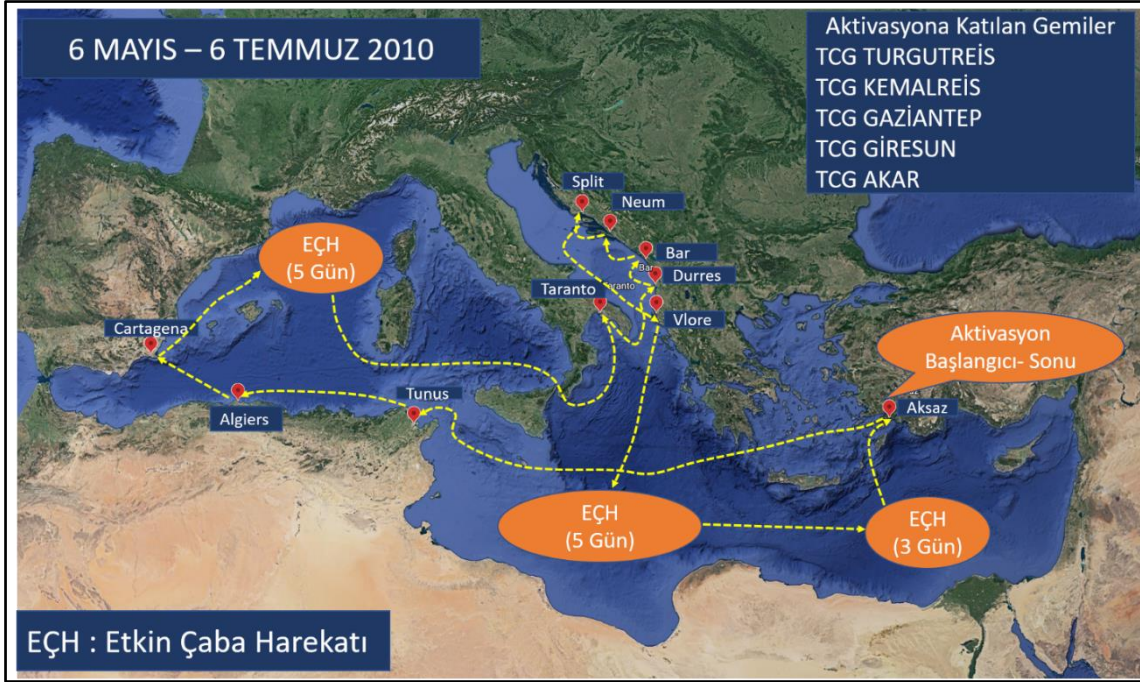 6 MAYIS – 6 TEMMUZ 2010
Aktivasyona Katılan Gemiler
TCG TURGUTREİS
TCG KEMALREİS
TCG GAZİANTEP
TCG GİRESUN
TCG AKAR
Split
Neum
EÇH
(5 Gün)
Bar
Bar
Durres
Taranto
aranto
Vlore
Cartagena
Aktivasyon
Başlangıcı- Sonu
Algiers
Tunus
Aksaz
EÇH
(5 Gün)
EÇH
(3 Gün)
EÇH : Etkin Çaba Harekatı